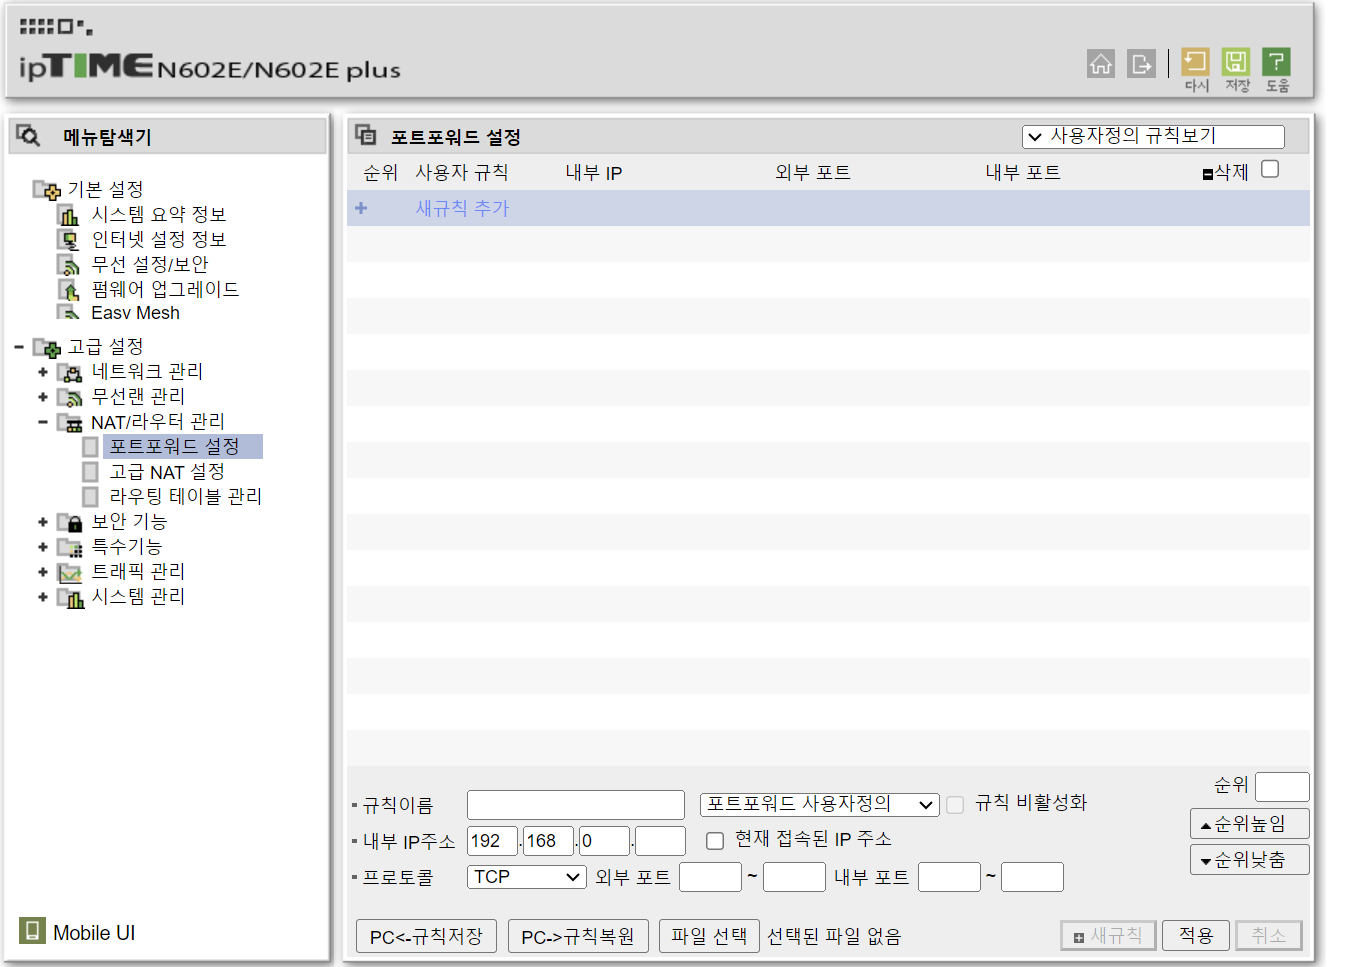 ipTIME N602E/N602E plus
다시 저장 도움
메뉴탐색기
기본 설정
시스템 요약 정보
인터넷 설정 정보
무선 설정/보안
펌웨어 업그레이드
Easy Mesh
고급 설정
네트워크 관리
무선랜 관리
NAT/라우터 관리
포트포워드 설정
고급 NAT 설정
라우팅 테이블 관리
보안 기능
특수기능
트래픽 관리
시스템 관리
Mobile UI
포트포워드 설정 사용자정의 규칙보기
순위 사용자 규칙 내부 IP 외부 포트 내부 포트 삭제
+ 새규칙 추가
순위
규칙이름 포트포워드 사용자정의 규칙 비활성화
순위높임
내부 IP주소 192.168.0. 현재 접속된 IP 주소
순위낮춤
프로토콜 TCP 외부 포트 ~ 내부 포트 ~
PC<-규칙저장 PC->규칙복원 파일 선택 선택된 파일 없음 새규칙 적용 취소